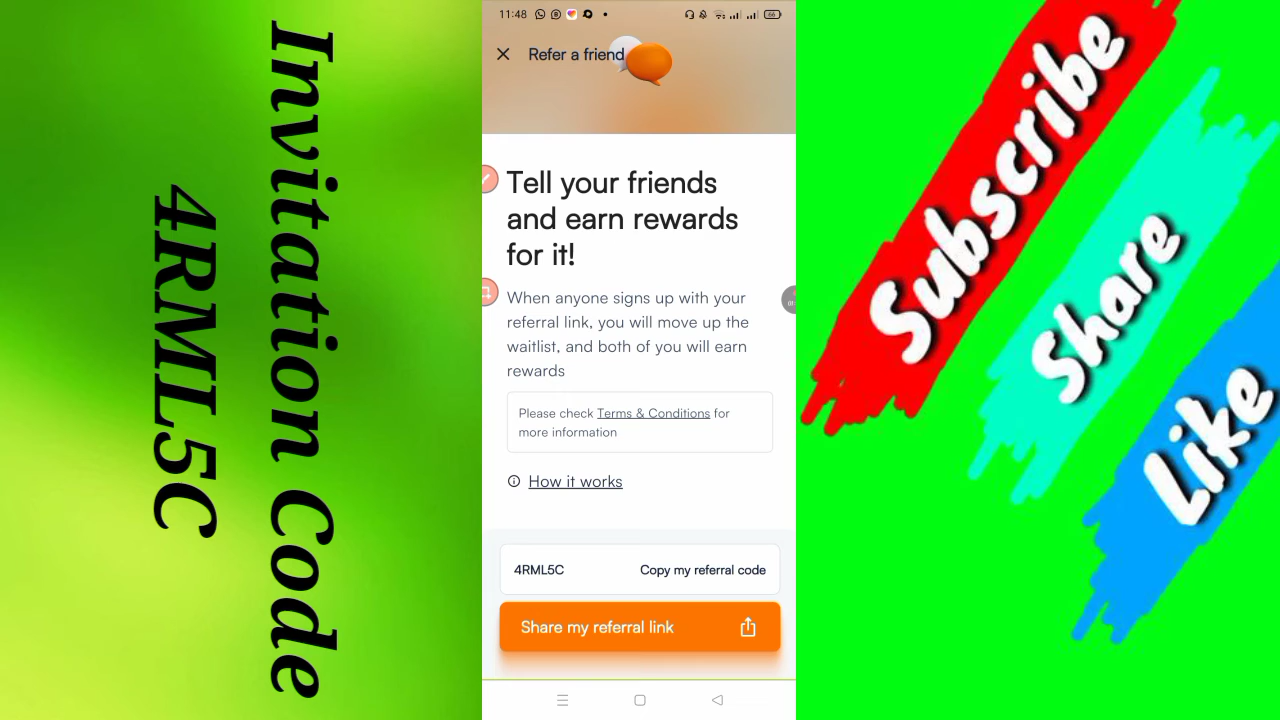 Invitation Code
4RML5C
11:48
66
Refer a friend
Tell your friends
and earn rewards
for it!
When anyone signs up with your
referral link, you will move up the
waitlist, and both of you will earn
rewards
Please check Terms & Conditions for
more information
How it works
4RML5C Copy my referral code
Share my referral link
Subscribe
Share
Like